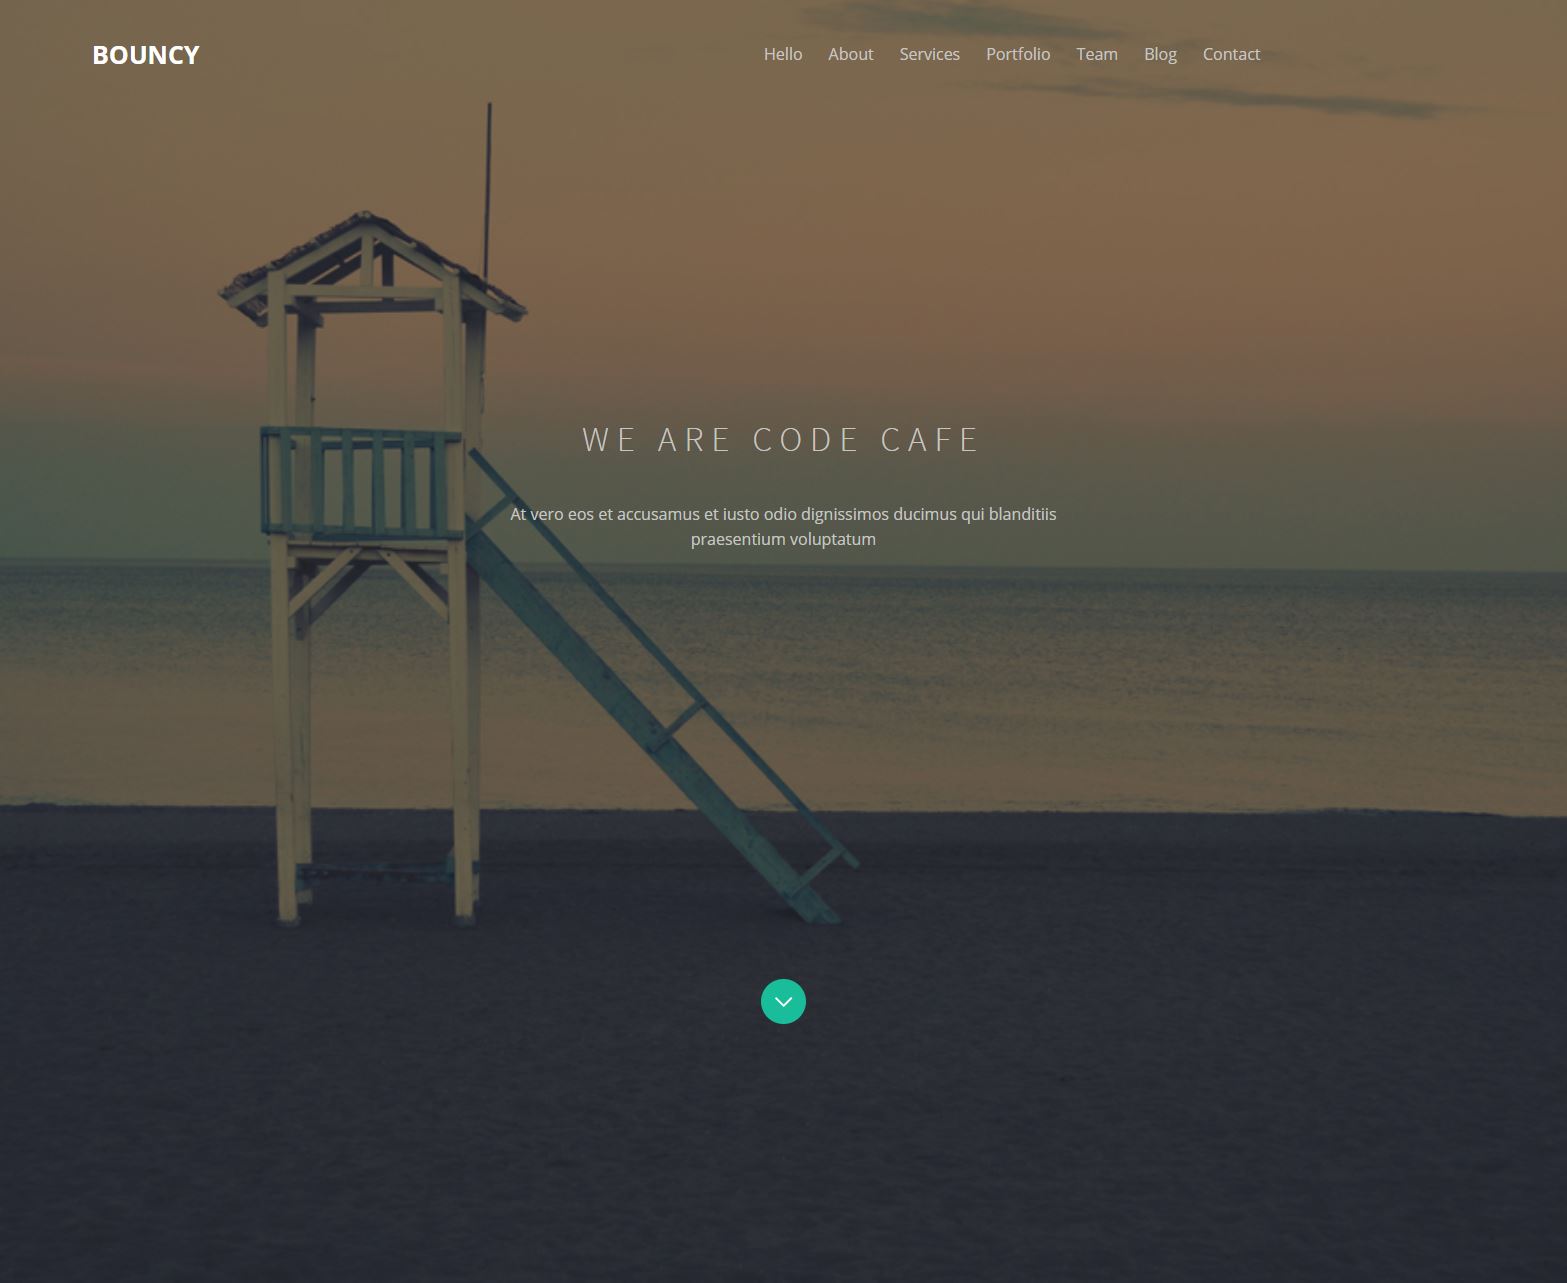 BOUNCY
Hello About Services Portfolio Team Blog Contact
WE ARE CODE CAFE
At vero eos et accusamus et iusto odio dignissimos ducimus qui blanditiis
praesentium voluptatum